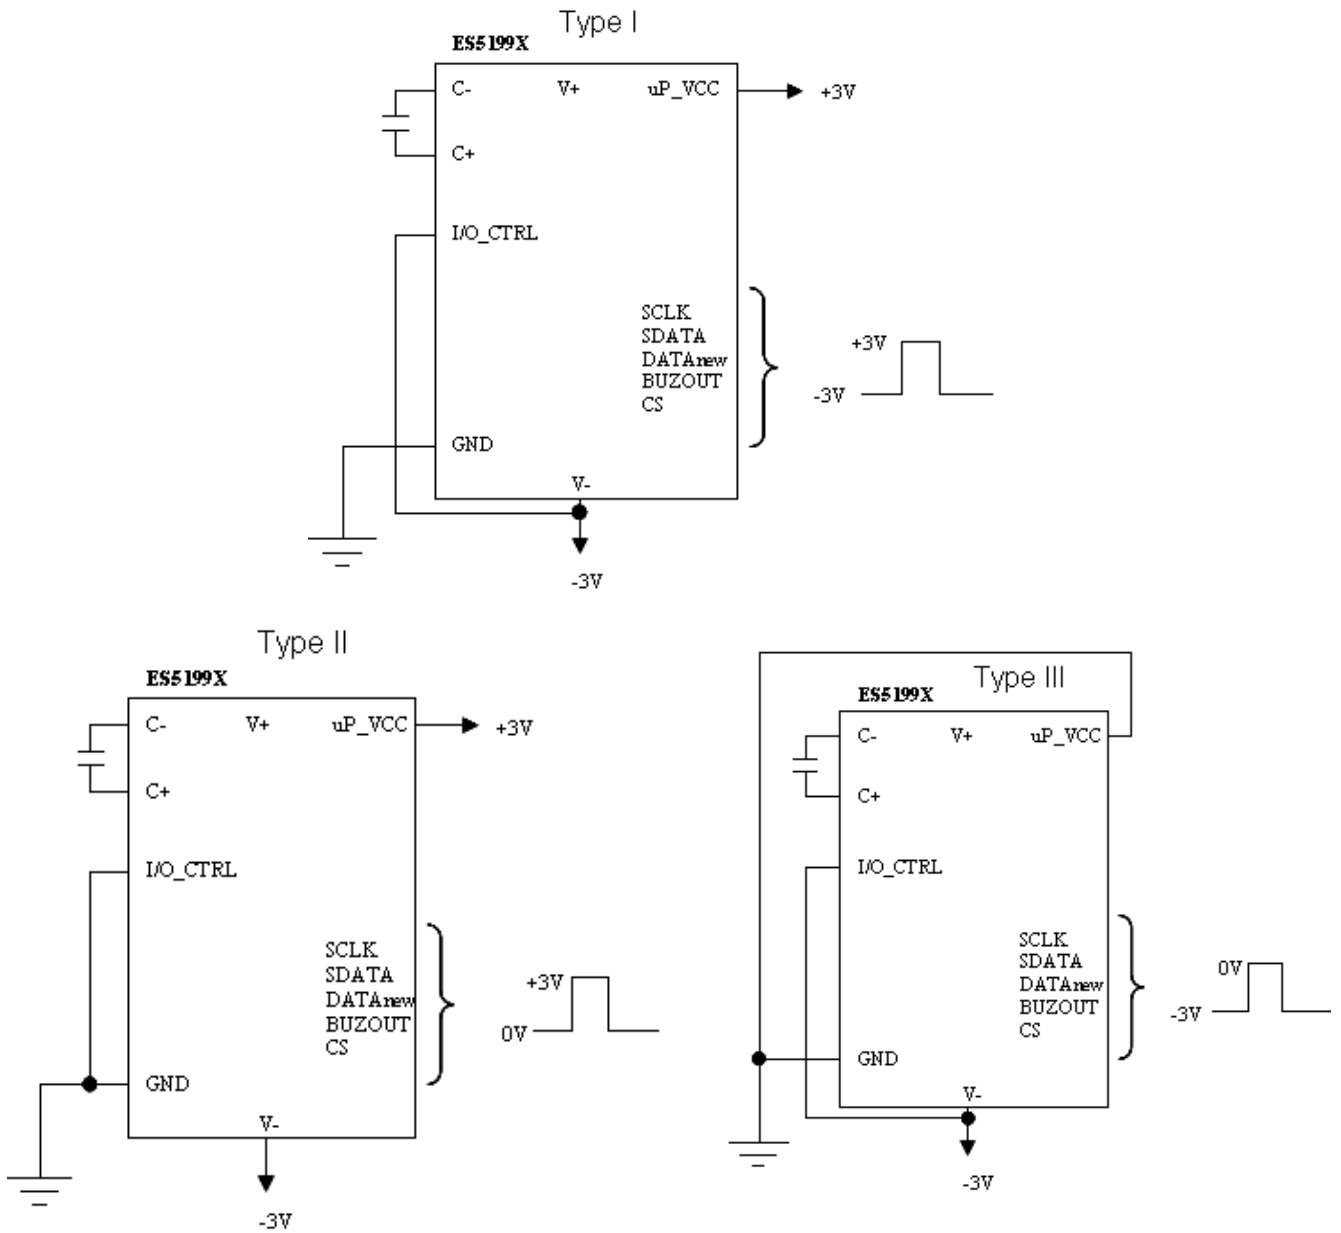 Type I
ES5199X
C- V+ uP_VCC
+3V
C+
I/O_CTRL
SCLK
SDATA
DATAnew
BUZOUT
CS
+3V
-3V
GND
V-
-3V
Type II
ES5199X
C- V+ uP_VCC
+3V
C+
I/O_CTRL
SCLK
SDATA
DATAnew
BUZOUT
CS
+3V
0V
GND
V-
-3V
Type III
ES5199X
C- V+ uP_VCC
C+
I/O_CTRL
SCLK
SDATA
DATAnew
BUZOUT
CS
0V
-3V
GND
V-
-3V